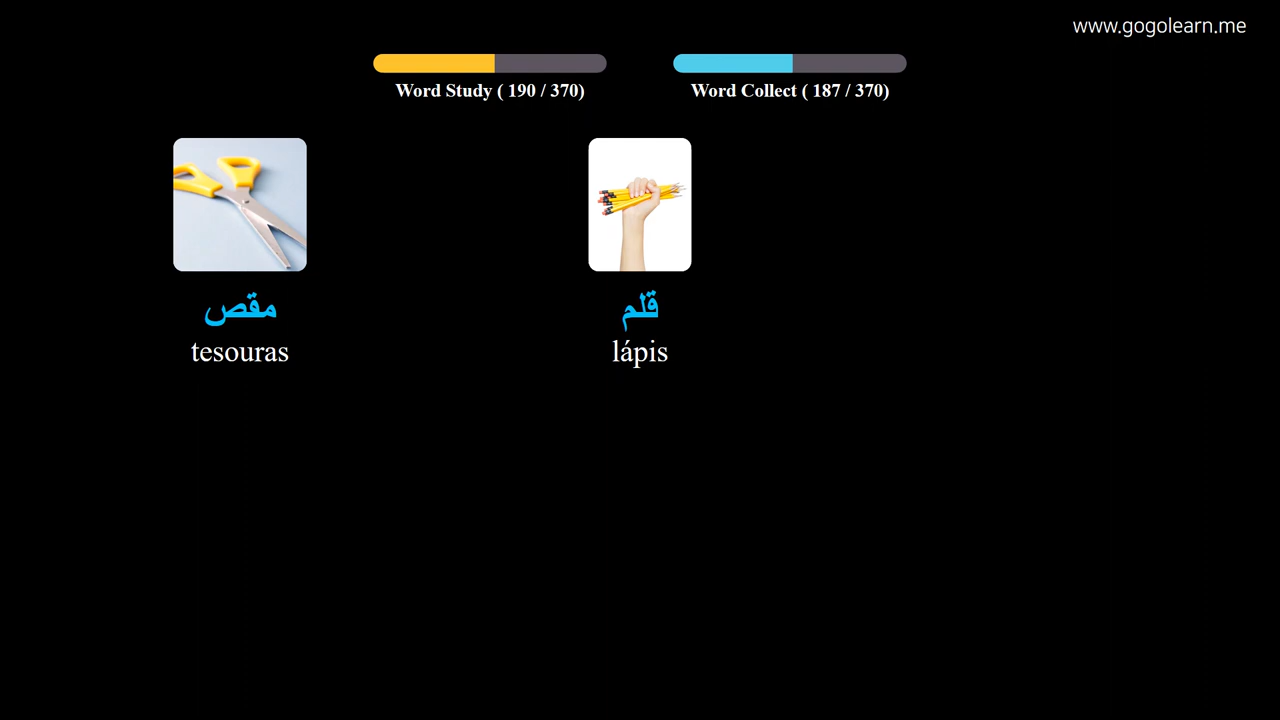 www.gogolearn.me
Word Study ( 190 / 370)
Word Collect ( 187 / 370)
مقص
tesouras
قلم
lápis